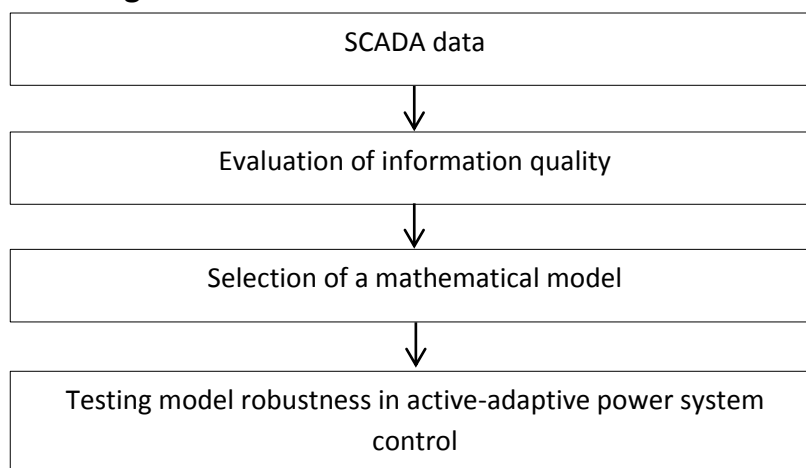 SCADA data
Evaluation of information quality
Selection of a mathematical model
Testing model robustness in active-adaptive power system
control